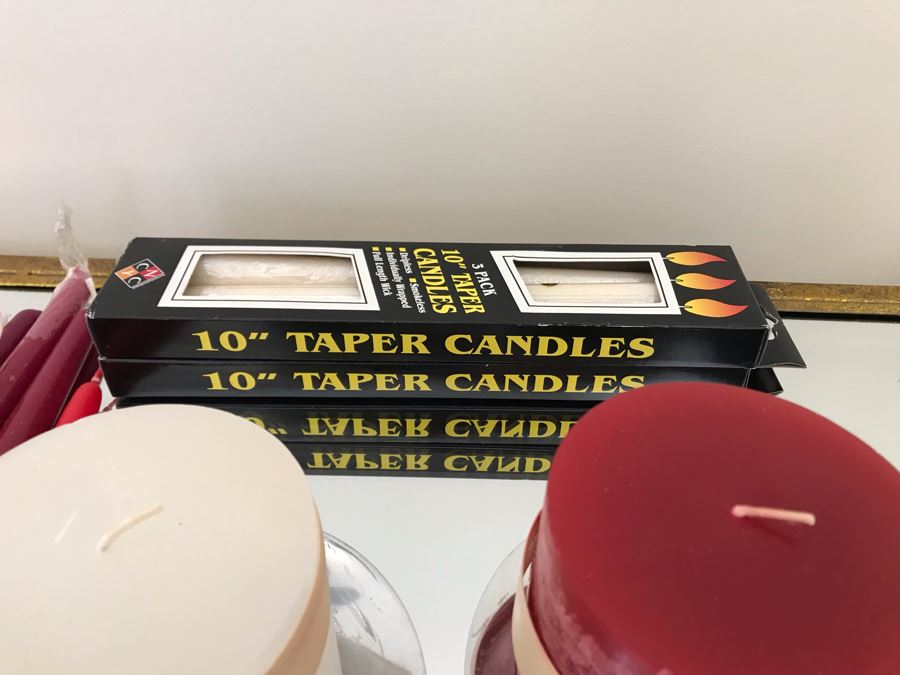 3 PACK
10" TAPER
CANDLES
Dripless Smokeless
Individually Wrapped
Full Length Wick
10" TAPER CANDLES
10" TAPER CANDLES